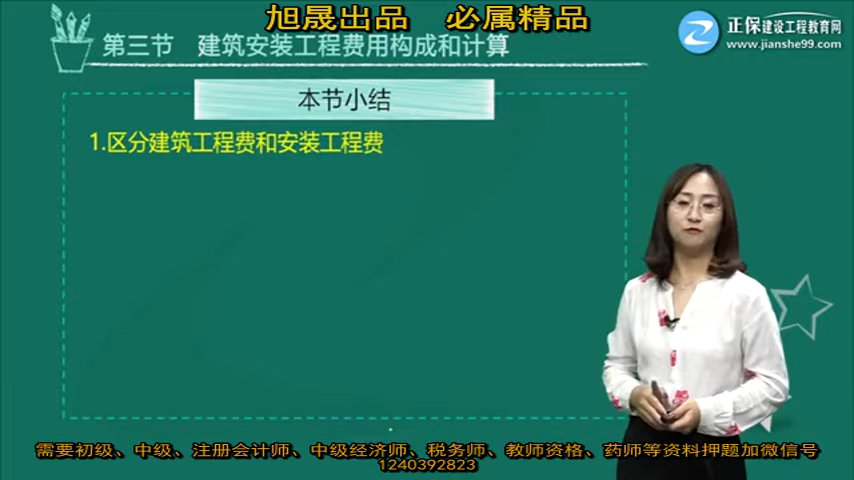 旭晟出品 必属精品
正保建设工程教育网
www.jianshe99.com
第三节 建筑安装工程费用构成和计算
本节小结
1.区分建筑工程费和安装工程费
需要初级、中级、注册会计师、中级经济师、税务师、教师资格、药师等资料押题加微信号
1240392823